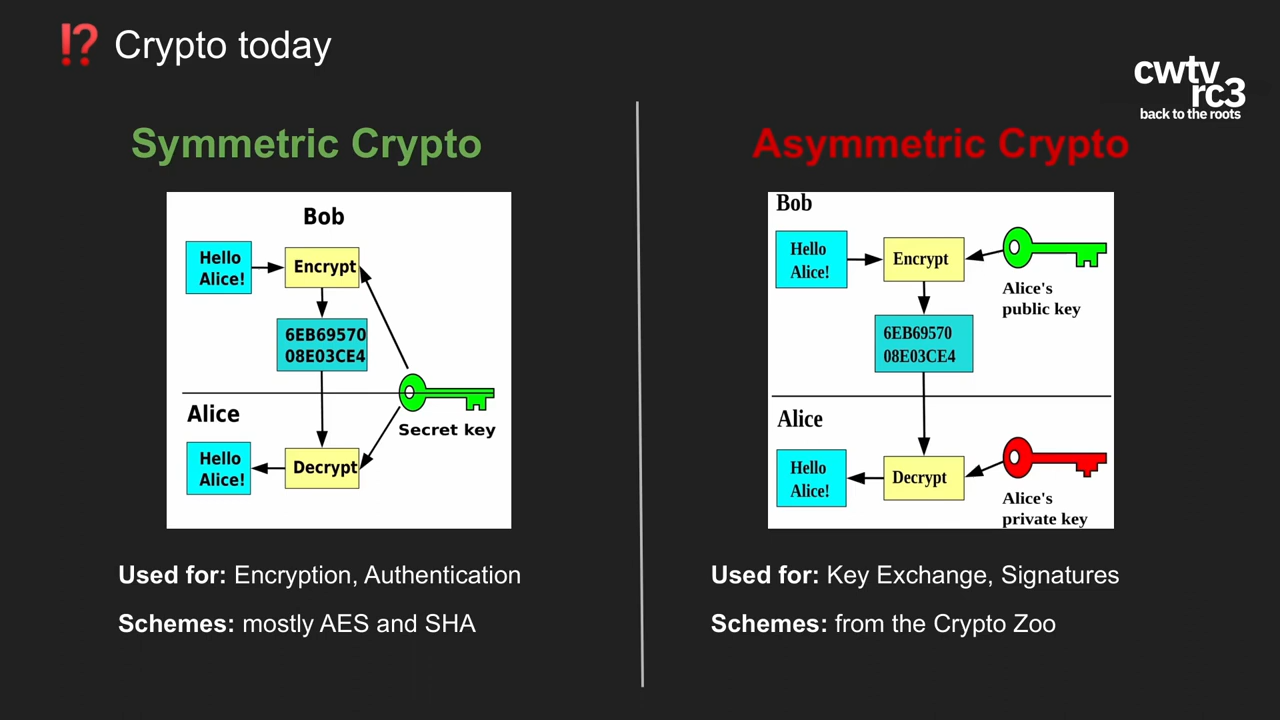 ⁉ Crypto today
cwtv
rc3
back to the roots
Symmetric Crypto
Bob
Hello
Alice!
Encrypt
6EB69570
08E03CE4
Alice
Secret key
Hello
Alice!
Decrypt
Used for: Encryption, Authentication
Schemes: mostly AES and SHA
Asymmetric Crypto
Bob
Hello
Alice!
Encrypt
Alice's
public key
6EB69570
08E03CE4
Alice
Hello
Alice!
Decrypt
Alice's
private key
Used for: Key Exchange, Signatures
Schemes: from the Crypto Zoo